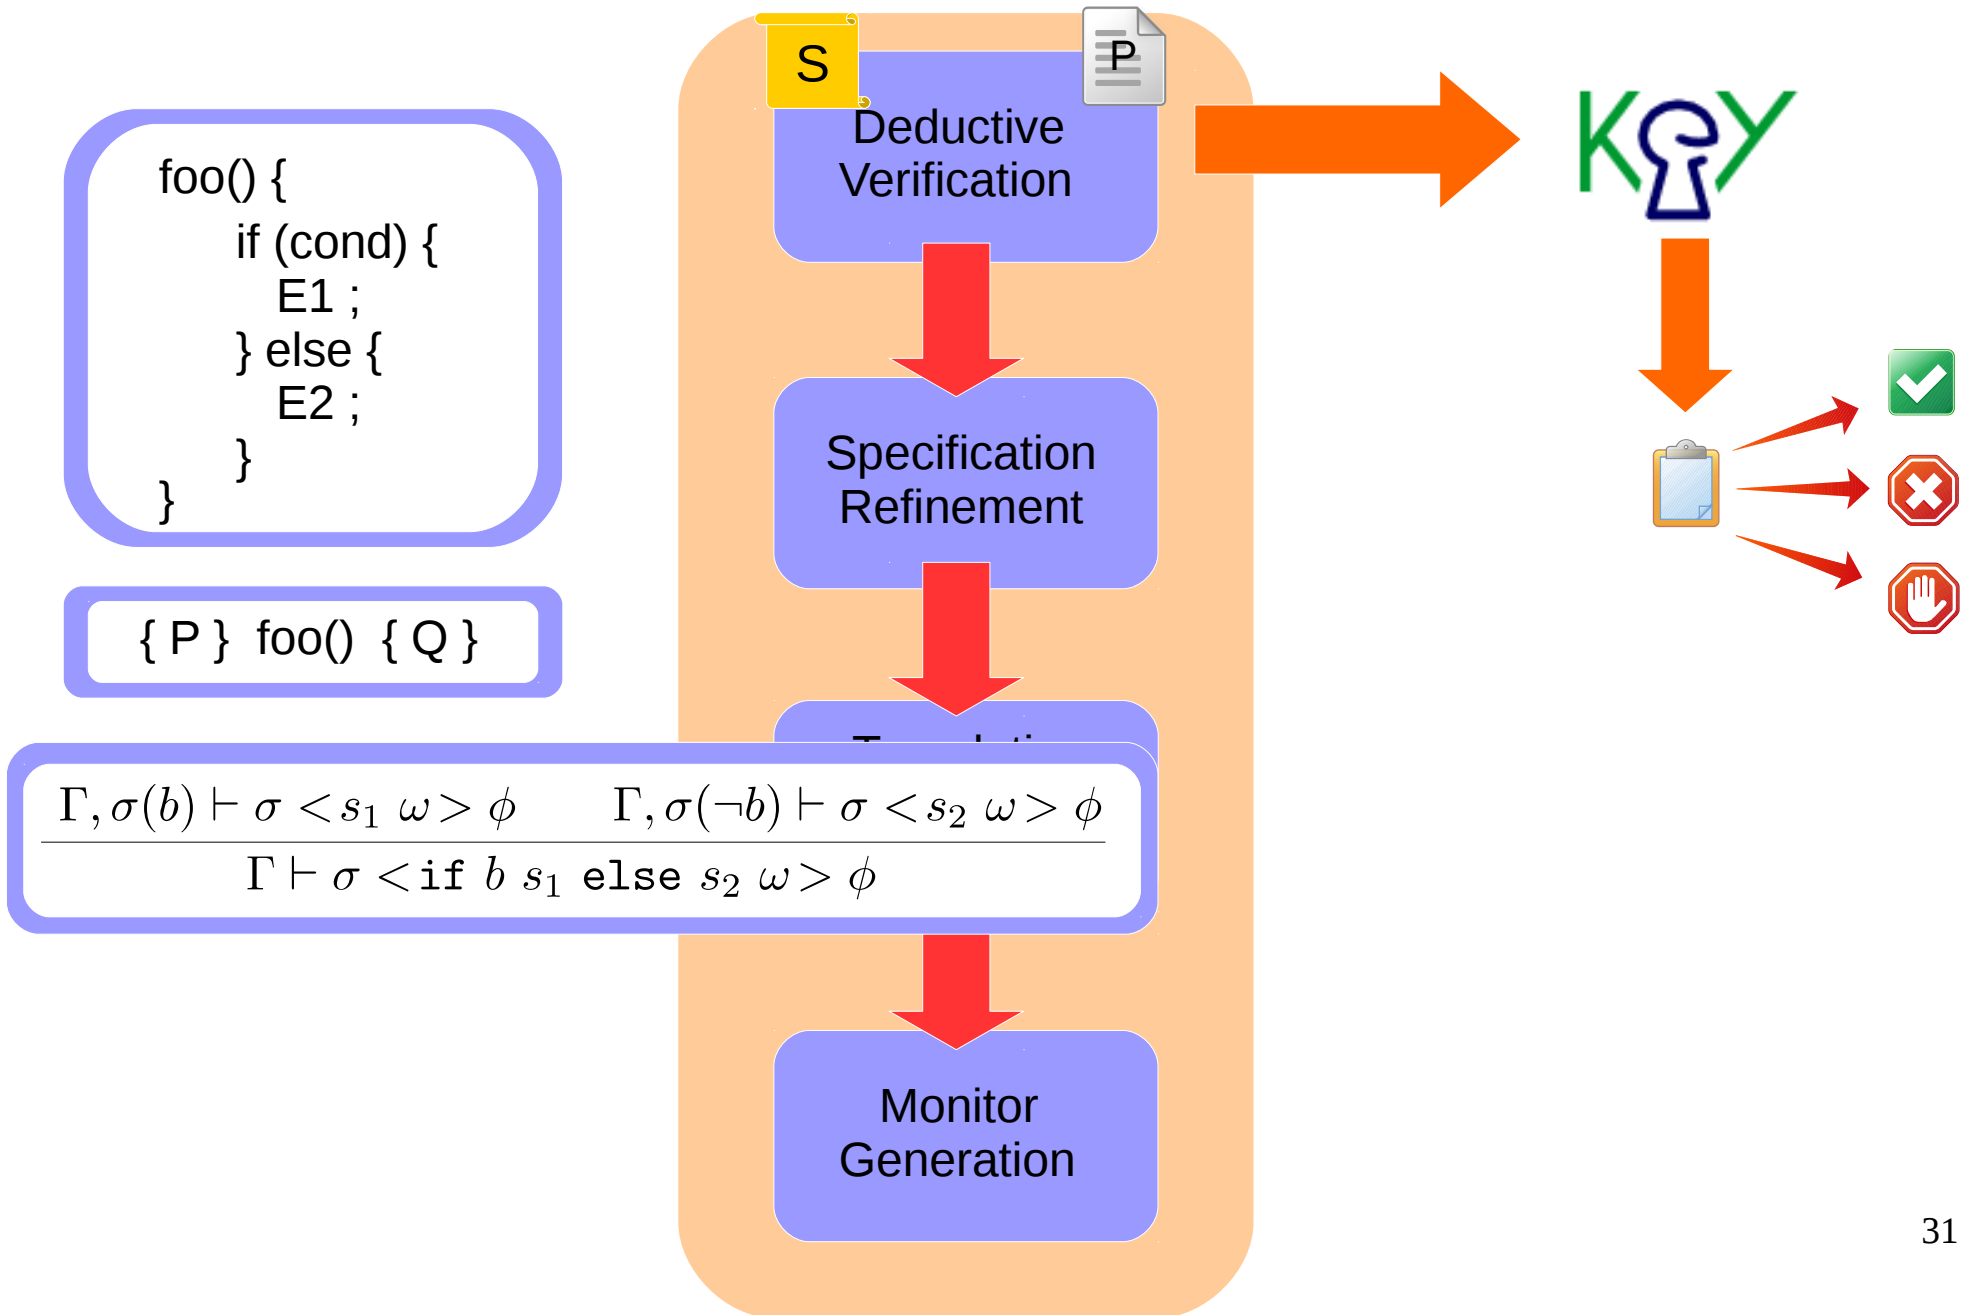 foo() {
if (cond) {
E1 ;
} else {
E2 ;
}
}
{ P } foo() { Q }
S
P
Deductive
Verification
Specification
Refinement
Γ, σ(b) ⊢ σ <s₁ ω> ϕ Γ, σ(¬b) ⊢ σ <s₂ ω> ϕ
Γ ⊢ σ <if b s₁ else s₂ ω> ϕ
Monitor
Generation
KeY
31